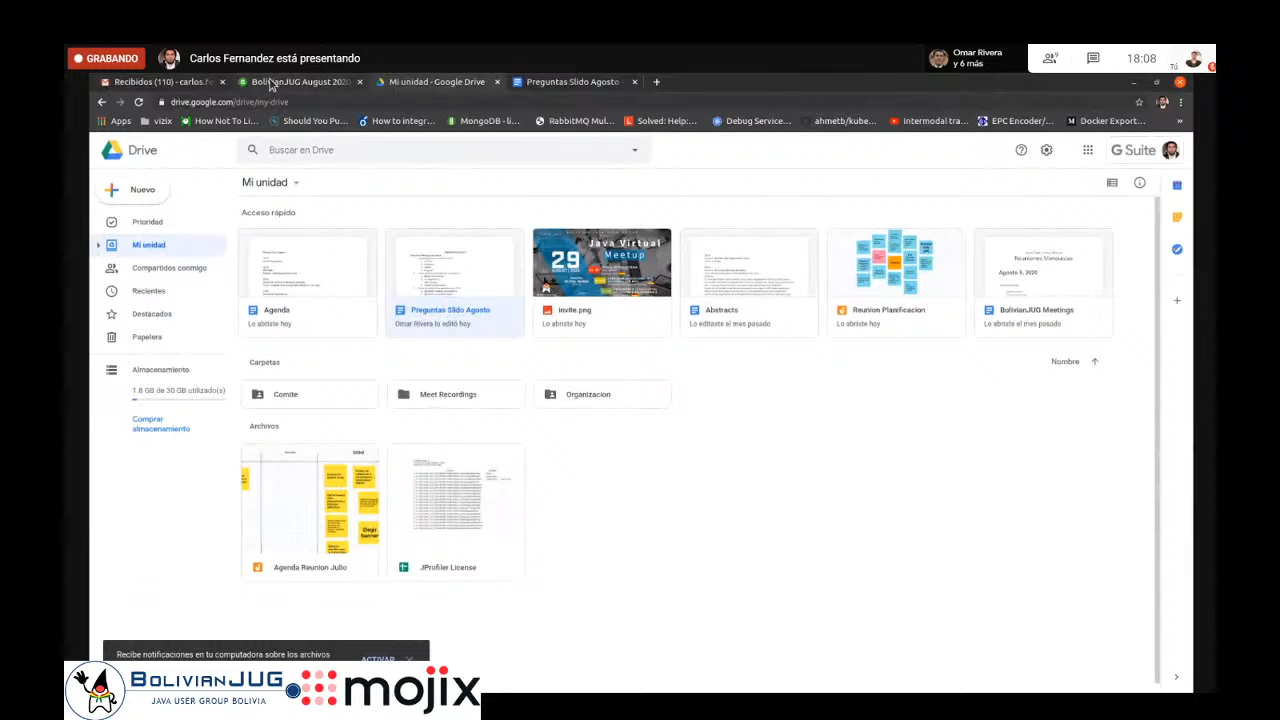 GRABANDO
Carlos Fernandez está presentando
Omar Rivera
y 6 más
9
18:08
Tú
Recibidos (110) - carlos.f
BolivianJUG August 2020
Mi unidad - Google Drive
Preguntas Slido Agosto -
drive.google.com/drive/my-drive
Apps
vizix
How Not To Li...
Should You Pu...
How to integr...
MongoDB - li...
RabbitMQ Mul...
Solved: Help:...
Debug Service...
ahmetb/kube...
Intermodal tra...
EPC Encoder/...
Docker Export...
»
Drive
Buscar en Drive
G Suite
Nuevo
Mi unidad
Prioridad
Mi unidad
Compartidos conmigo
Recientes
Destacados
Papelera
Almacenamiento
1.8 GB de 30 GB utilizado(s)
Comprar
almacenamiento
Acceso rapido
Java Virtual
Meetup
29
Reuniones Mensuales
Agosto 5, 2020
Agenda
Lo abriste hoy
Preguntas Slido Agosto
Omar Rivera lo editó hoy
invite.png
Lo abriste hoy
Abstracts
Lo editaste el mes pasado
Reunion Planificacion
Lo abriste hoy
BolivianJUG Meetings
Lo abriste el mes pasado
Carpetas
Nombre
Comite
Meet Recordings
Organizacion
Archivos
DONE
Elegir
banner
Agenda Reunion Julio
JProfiler License
Recibe notificaciones en tu computadora sobre los archivos
ACTIVAR
BOLIVIANJUG
JAVA USER GROUP BOLIVIA
mojix